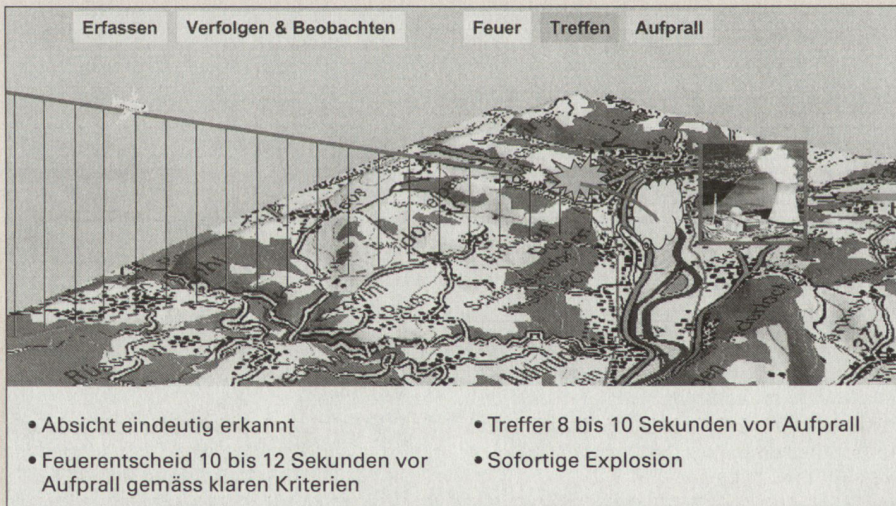 Erfassen Verfolgen & Beobachten Feuer Treffen Aufprall
Buch
• Absicht eindeutig erkannt
• Feuerentscheid 10 bis 12 Sekunden vor
Aufprall gemäss klaren Kriterien
• Treffer 8 bis 10 Sekunden vor Aufprall
• Sofortige Explosion